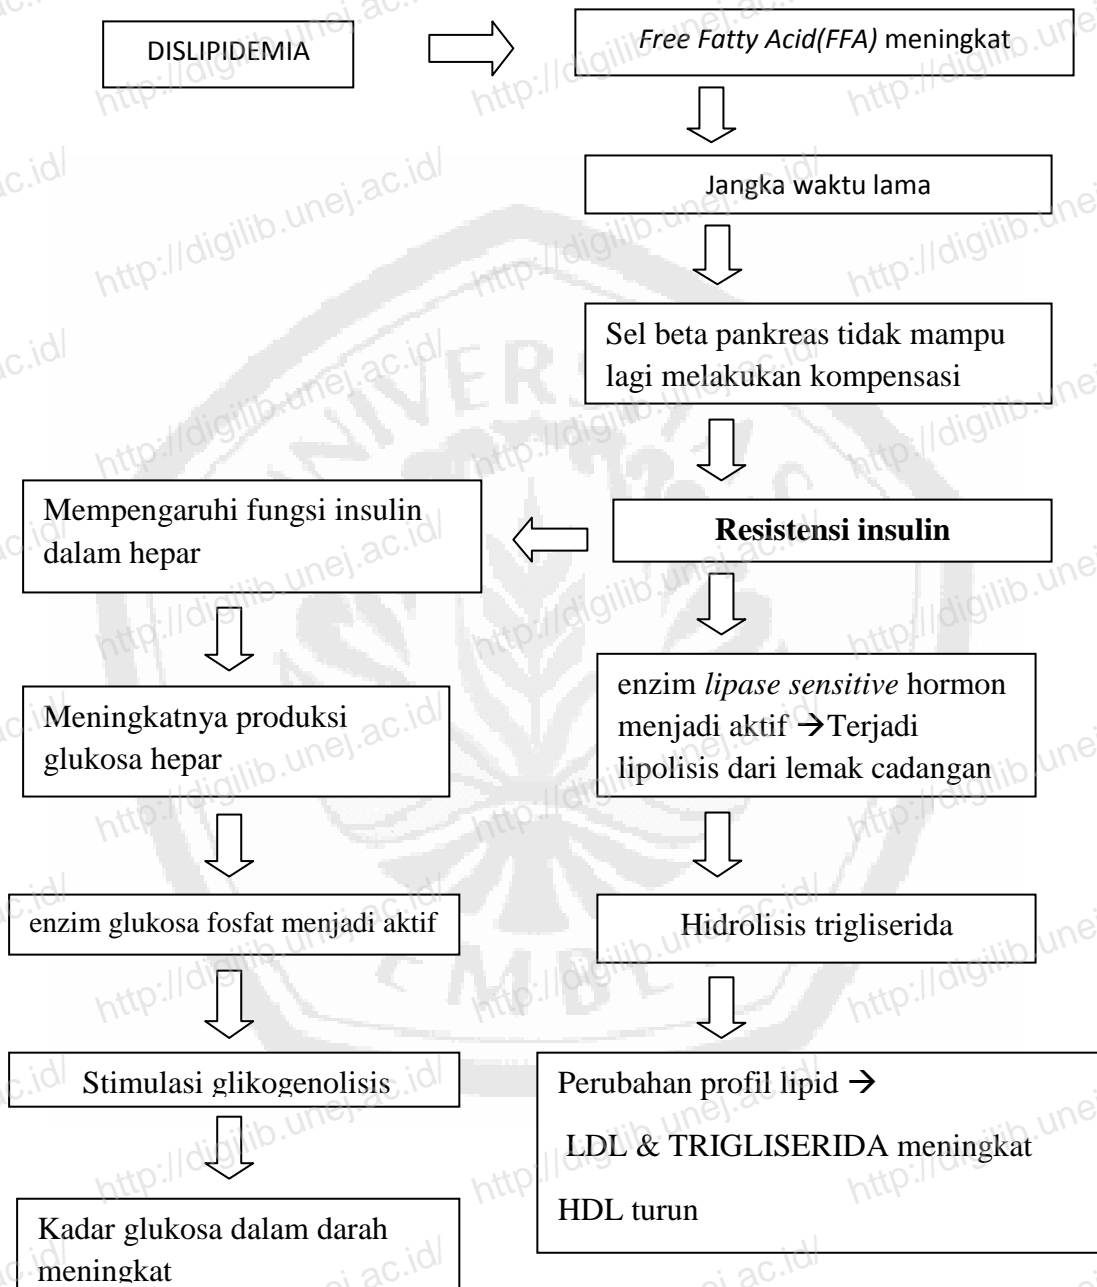 DISLIPIDEMIA
Free Fatty Acid(FFA) meningkat
Jangka waktu lama
Sel beta pankreas tidak mampu
lagi melakukan kompensasi
Resistensi insulin
Mempengaruhi fungsi insulin
dalam hepar
enzim lipase sensitive hormon
menjadi aktif →Terjadi
lipolisis dari lemak cadangan
Meningkatnya produksi
glukosa hepar
enzim glukosa fosfat menjadi aktif
Hidrolisis trigliserida
Stimulasi glikogenolisis
Perubahan profil lipid →
LDL & TRIGLISERIDA meningkat
HDL turun
Kadar glukosa dalam darah
meningkat
http://digilib.unej.ac.id/
UNIVERSITAS
JEMBER